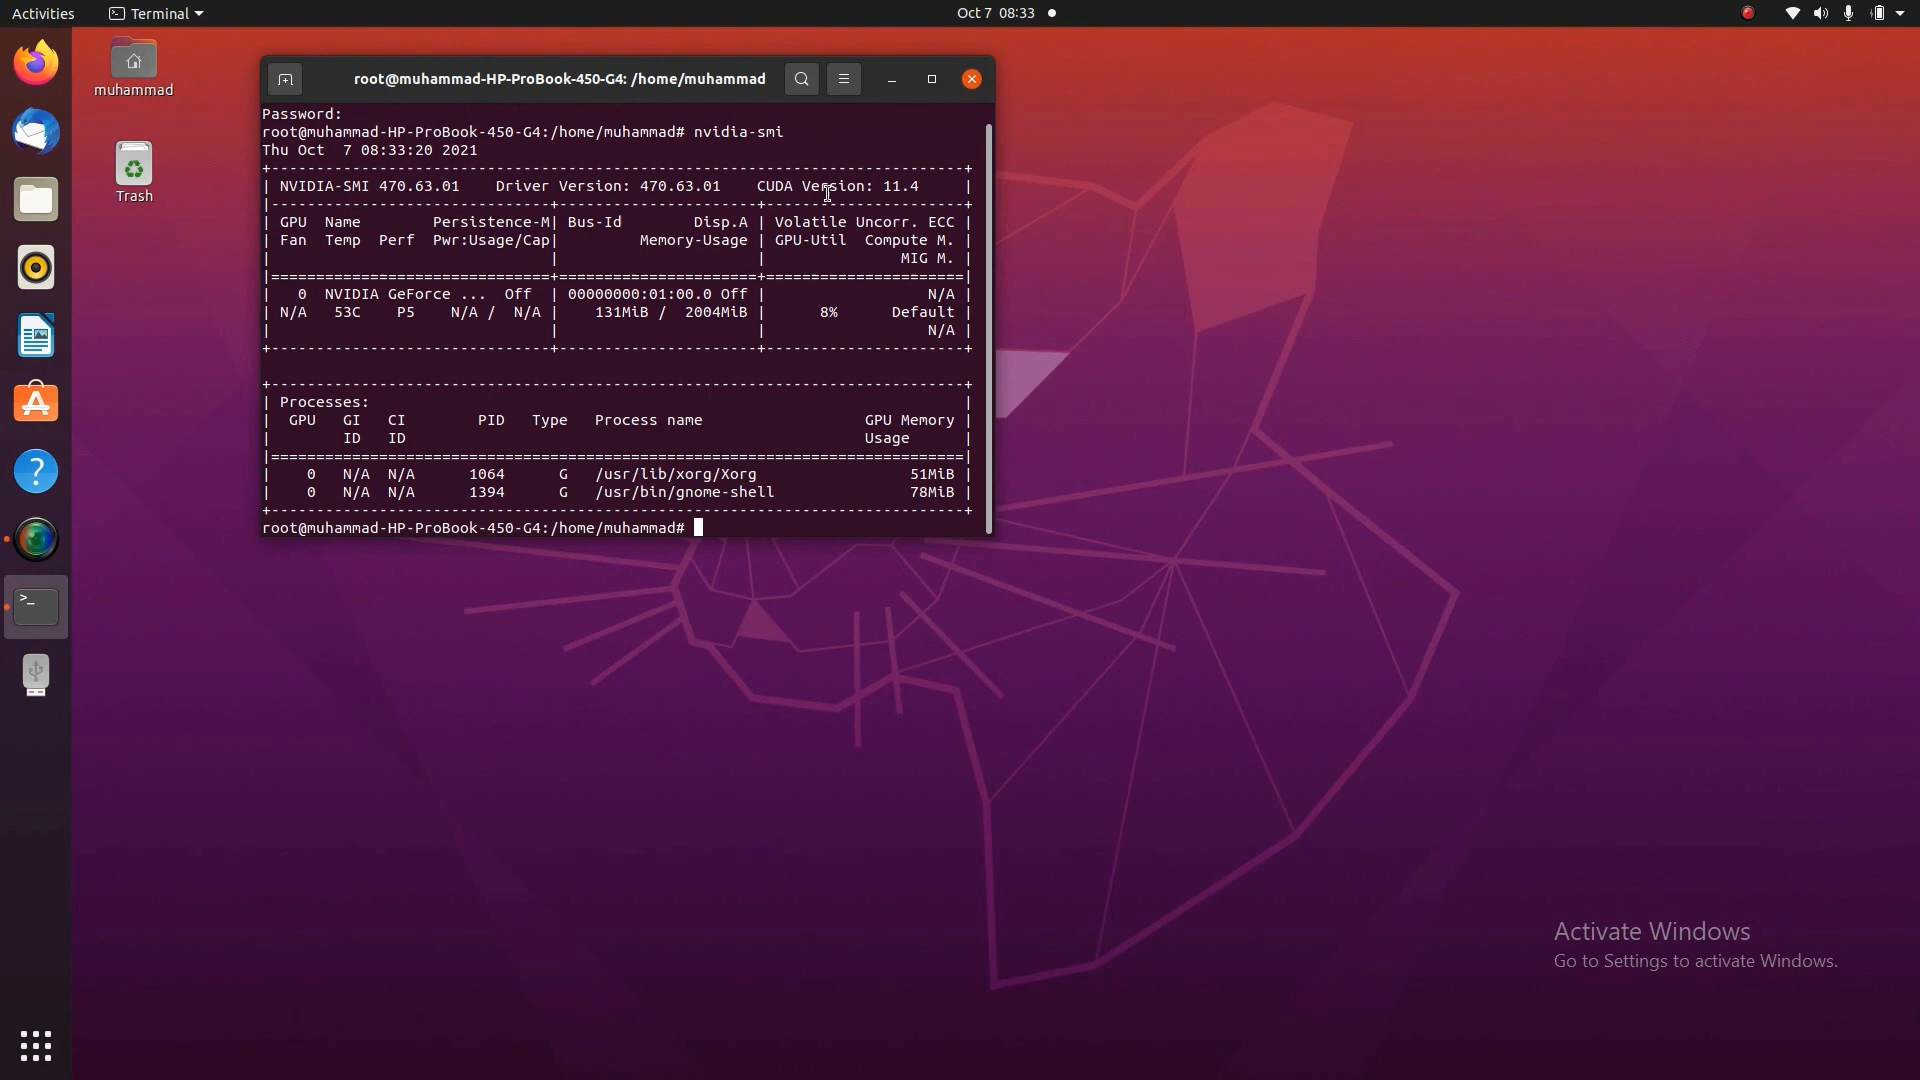 Activities Terminal Oct 7 08:33
muhammad
Trash
root@muhammad-HP-ProBook-450-G4: /home/muhammad
Password:
root@muhammad-HP-ProBook-450-G4:/home/muhammad# nvidia-smi
Thu Oct  7 08:33:20 2021
+-----------------------------------------------------------------------------+
| NVIDIA-SMI 470.63.01    Driver Version: 470.63.01    CUDA Version: 11.4     |
|-------------------------------+----------------------+----------------------+
| GPU  Name        Persistence-M| Bus-Id        Disp.A | Volatile Uncorr. ECC |
| Fan  Temp  Perf  Pwr:Usage/Cap|         Memory-Usage | GPU-Util  Compute M. |
|                               |                      |               MIG M. |
|===============================+======================+======================|
|   0  NVIDIA GeForce ...  Off  | 00000000:01:00.0 Off |                  N/A |
| N/A   53C    P5    N/A /  N/A |    131MiB /  2004MiB |      8%      Default |
|                               |                      |                  N/A |
+-------------------------------+----------------------+----------------------+
+-----------------------------------------------------------------------------+
| Processes:                                                                  |
|  GPU   GI   CI        PID   Type   Process name                  GPU Memory |
|        ID   ID                                                   Usage      |
|=============================================================================|
|    0   N/A  N/A      1064      G   /usr/lib/xorg/Xorg                 51MiB |
|    0   N/A  N/A      1394      G   /usr/bin/gnome-shell               78MiB |
+-----------------------------------------------------------------------------+
root@muhammad-HP-ProBook-450-G4:/home/muhammad#
Activate Windows
Go to Settings to activate Windows.